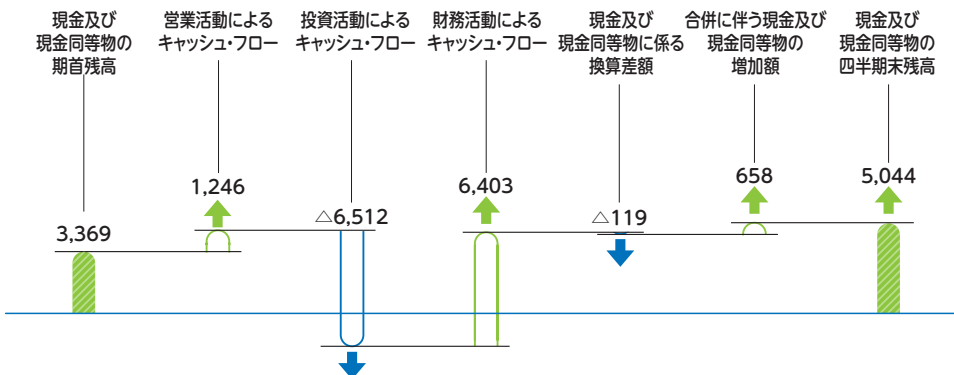 現金及び
現金同等物の
期首残高
営業活動による
キャッシュ・フロー
投資活動による
キャッシュ・フロー
財務活動による
キャッシュ・フロー
現金及び
現金同等物に係る
換算差額
合併に伴う現金及び
現金同等物の
増加額
現金及び
現金同等物の
四半期末残高
3,369
1,246
△6,512
6,403
△119
658
5,044